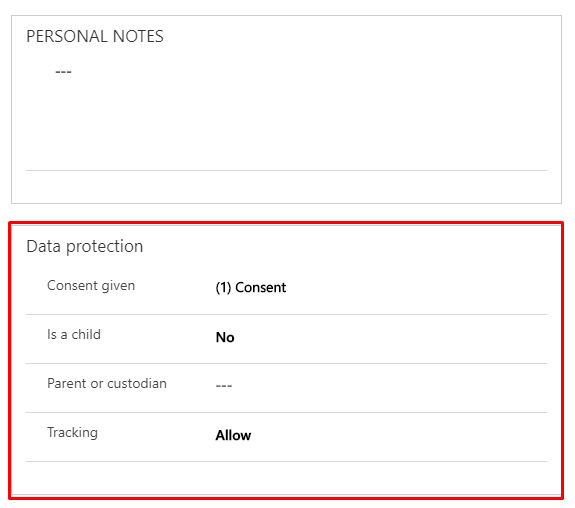 PERSONAL NOTES
---
Data protection
Consent given (1) Consent
Is a child No
Parent or custodian ---
Tracking Allow